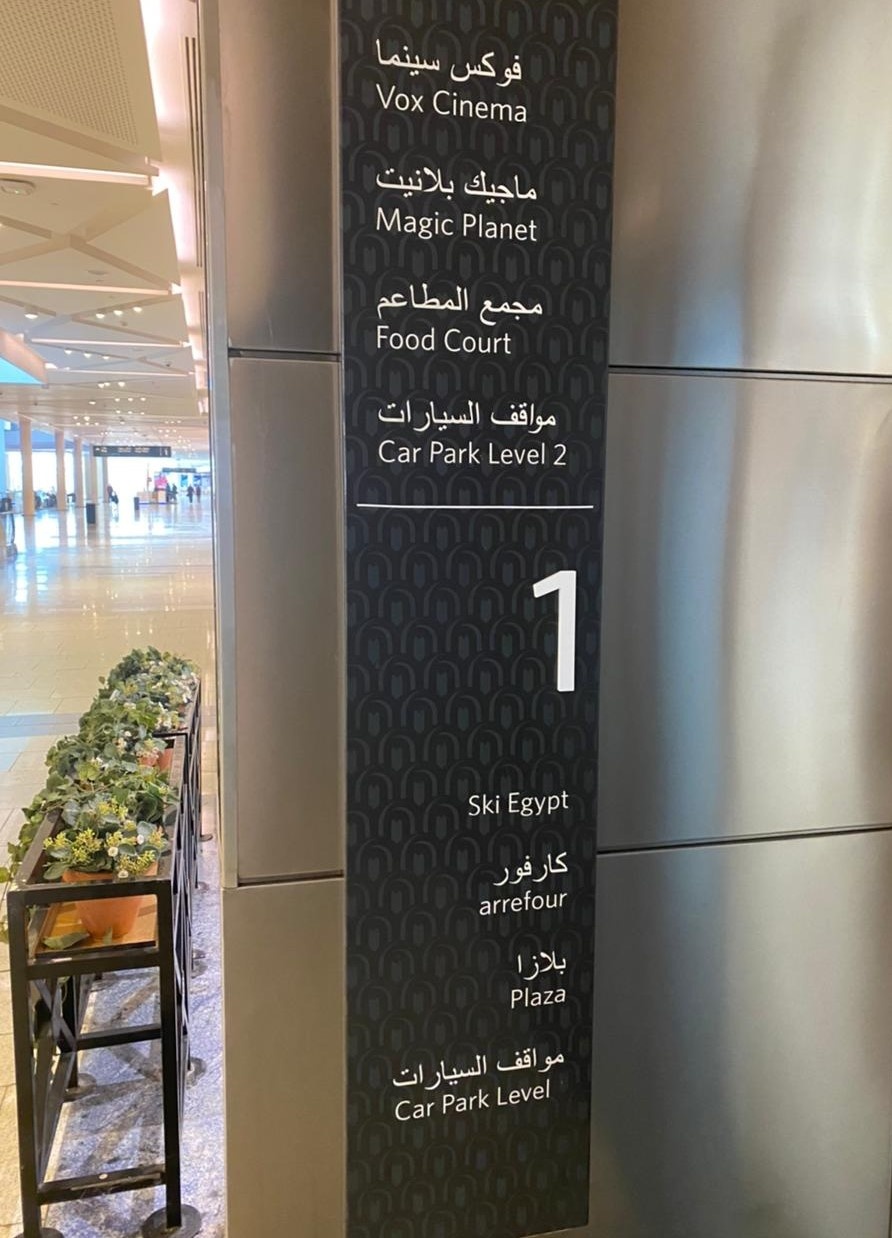 فوكس سينما
Vox Cinema
ماجيك بلانيت
Magic Planet
مجمع المطاعم
Food Court
مواقف السيارات
Car Park Level 2
1
Ski Egypt
كارفور
arrefour
بلازا
Plaza
مواقف السيارات
Car Park Level